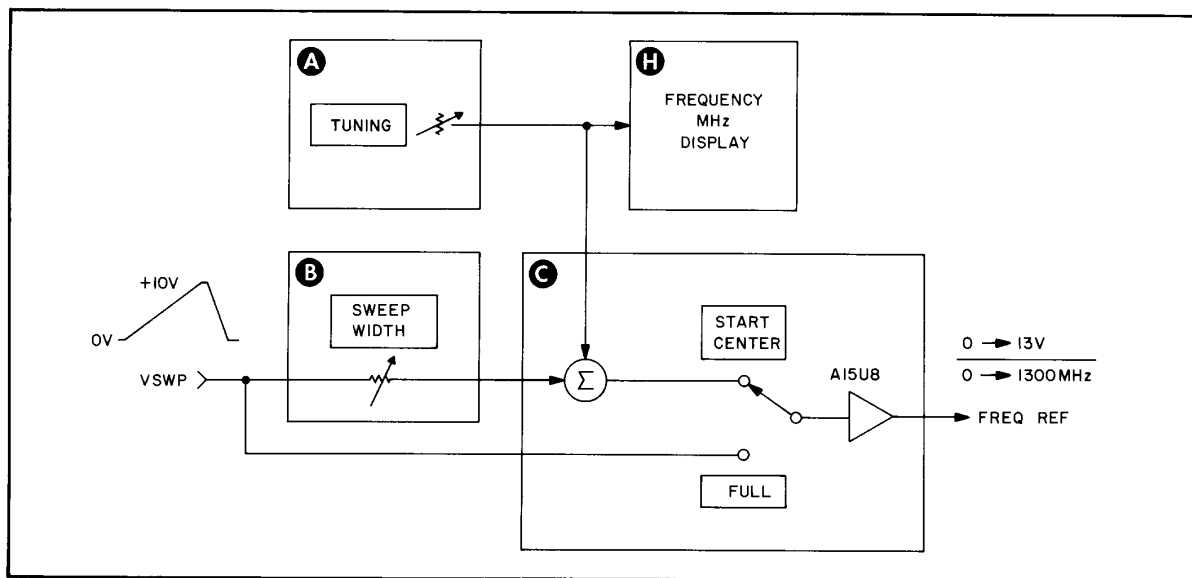 A
TUNING
H
FREQUENCY
MHz
DISPLAY
B
SWEEP
WIDTH
+10V
0V
VSWP
C
START
CENTER
Σ
FULL
A15U8
0 → 13V
0 → 1300MHz
FREQ REF